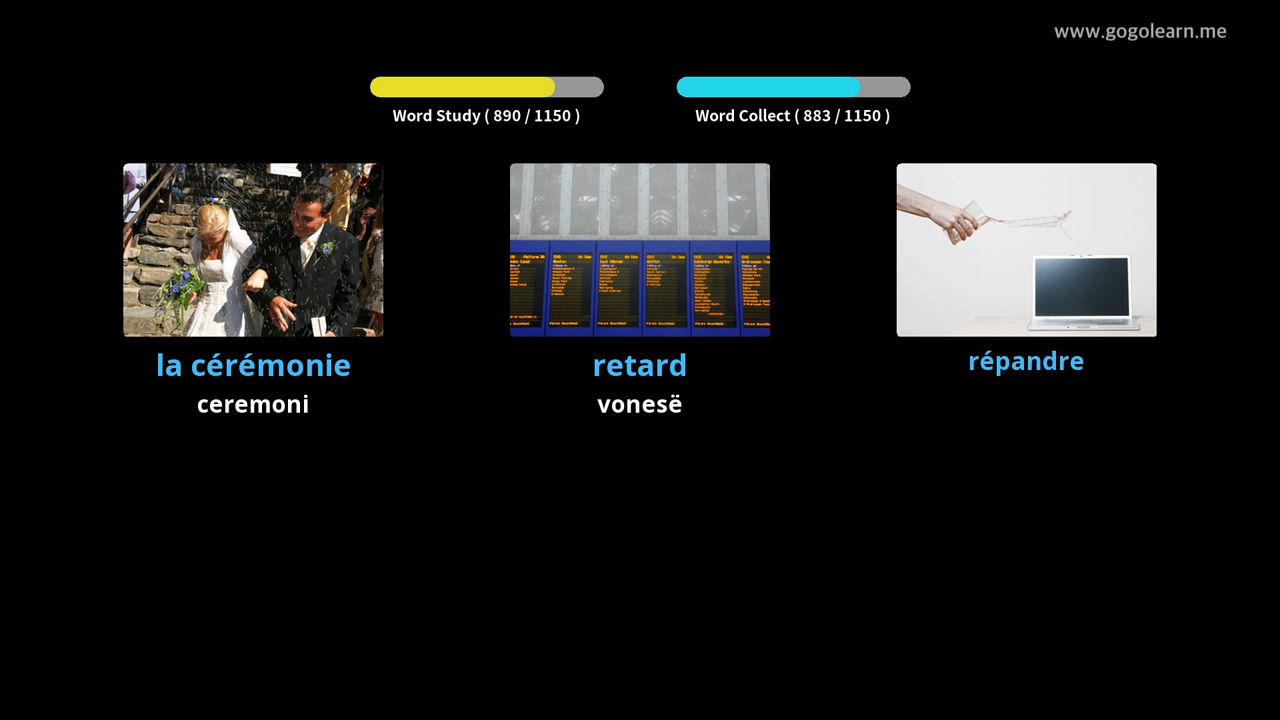 www.gogolearn.me
Word Study ( 890 / 1150 )
Word Collect ( 883 / 1150 )
la cérémonie
retard
répandre
ceremoni
vonesë